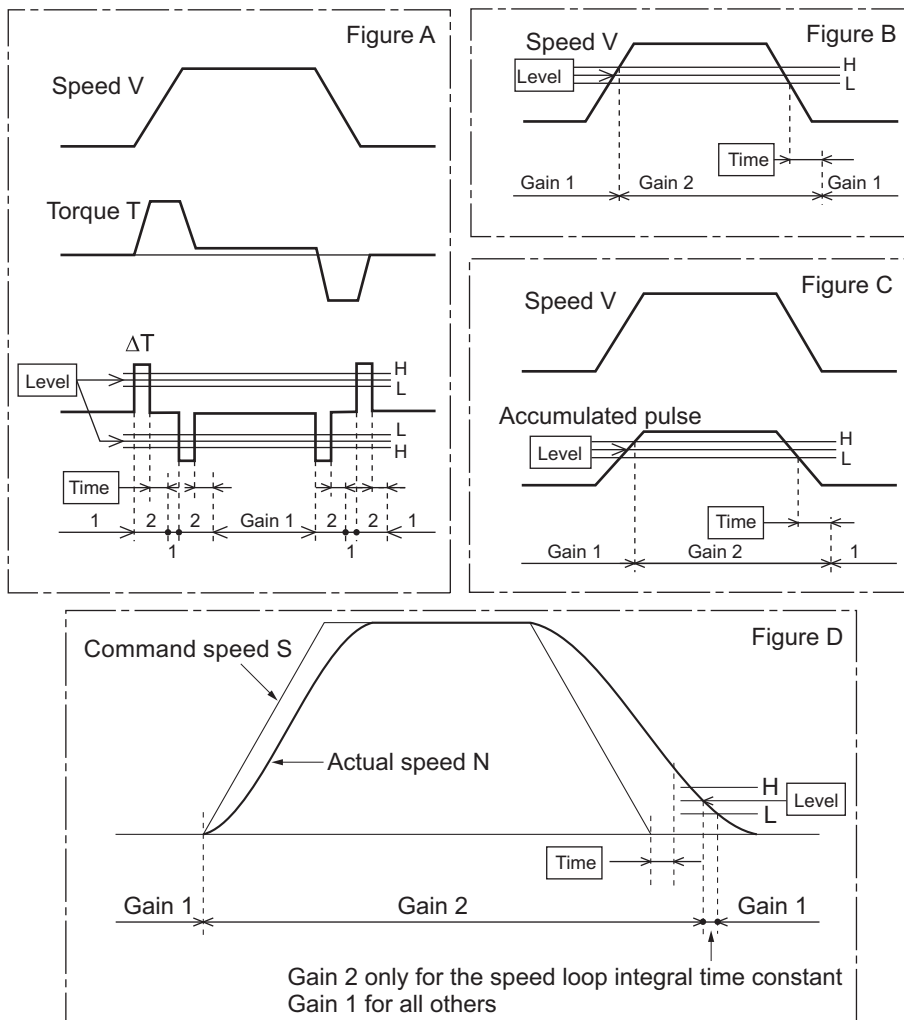 Figure A
Speed V
Torque T
ΔT
Level
H
L
L
H
Time
1 2 2 Gain 1 2 2 1
1 1
Figure B
Speed V
Level
H
L
Time
Gain 1 Gain 2 Gain 1
Figure C
Speed V
Accumulated pulse
Level
H
L
Time
Gain 1 Gain 2 1
Figure D
Command speed S
Actual speed N
H
Level
L
Time
Gain 1 Gain 2 Gain 1
Gain 2 only for the speed loop integral time constant
Gain 1 for all others